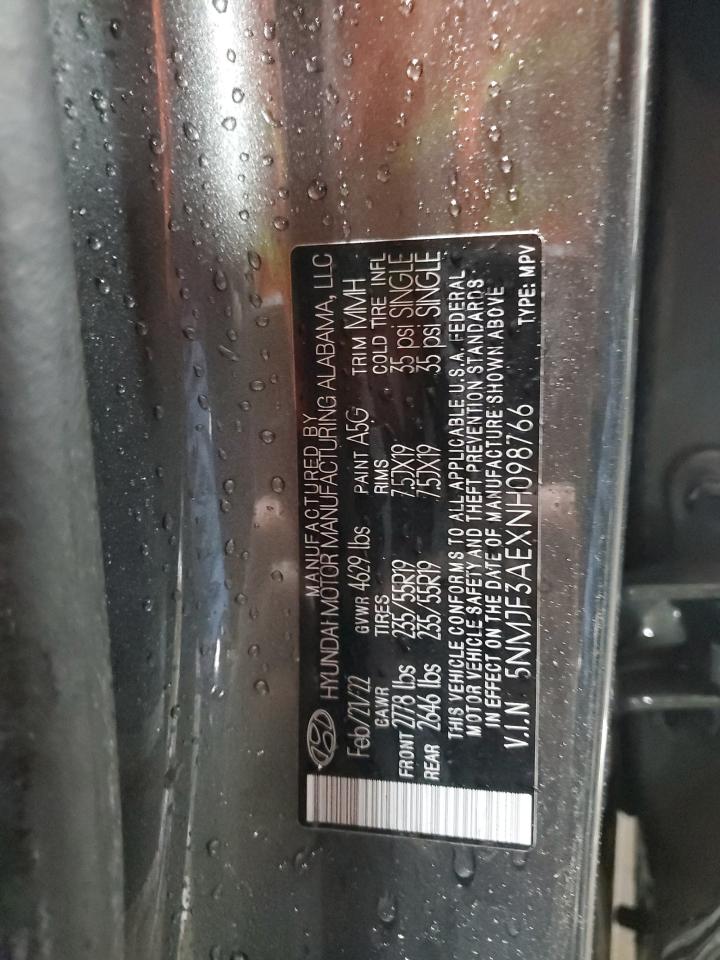 MANUFACTURED BY
HYUNDAI MOTOR MANUFACTURING ALABAMA, LLC
Feb/21/22 GVWR 4629 lbs PAINT A5G TRIM MMH
GAWR TIRES RIMS COLD TIRE INFL
FRONT 2778 lbs 235/55R19 7.5JX19 35 psi SINGLE
REAR 2646 lbs 235/55R19 7.5JX19 35 psi SINGLE
THIS VEHICLE CONFORMS TO ALL APPLICABLE U.S.A. FEDERAL
MOTOR VEHICLE SAFETY AND THEFT PREVENTION STANDARDS
IN EFFECT ON THE DATE OF MANUFACTURE SHOWN ABOVE
V.I.N 5NMJF3AEXNH098766 TYPE: MPV